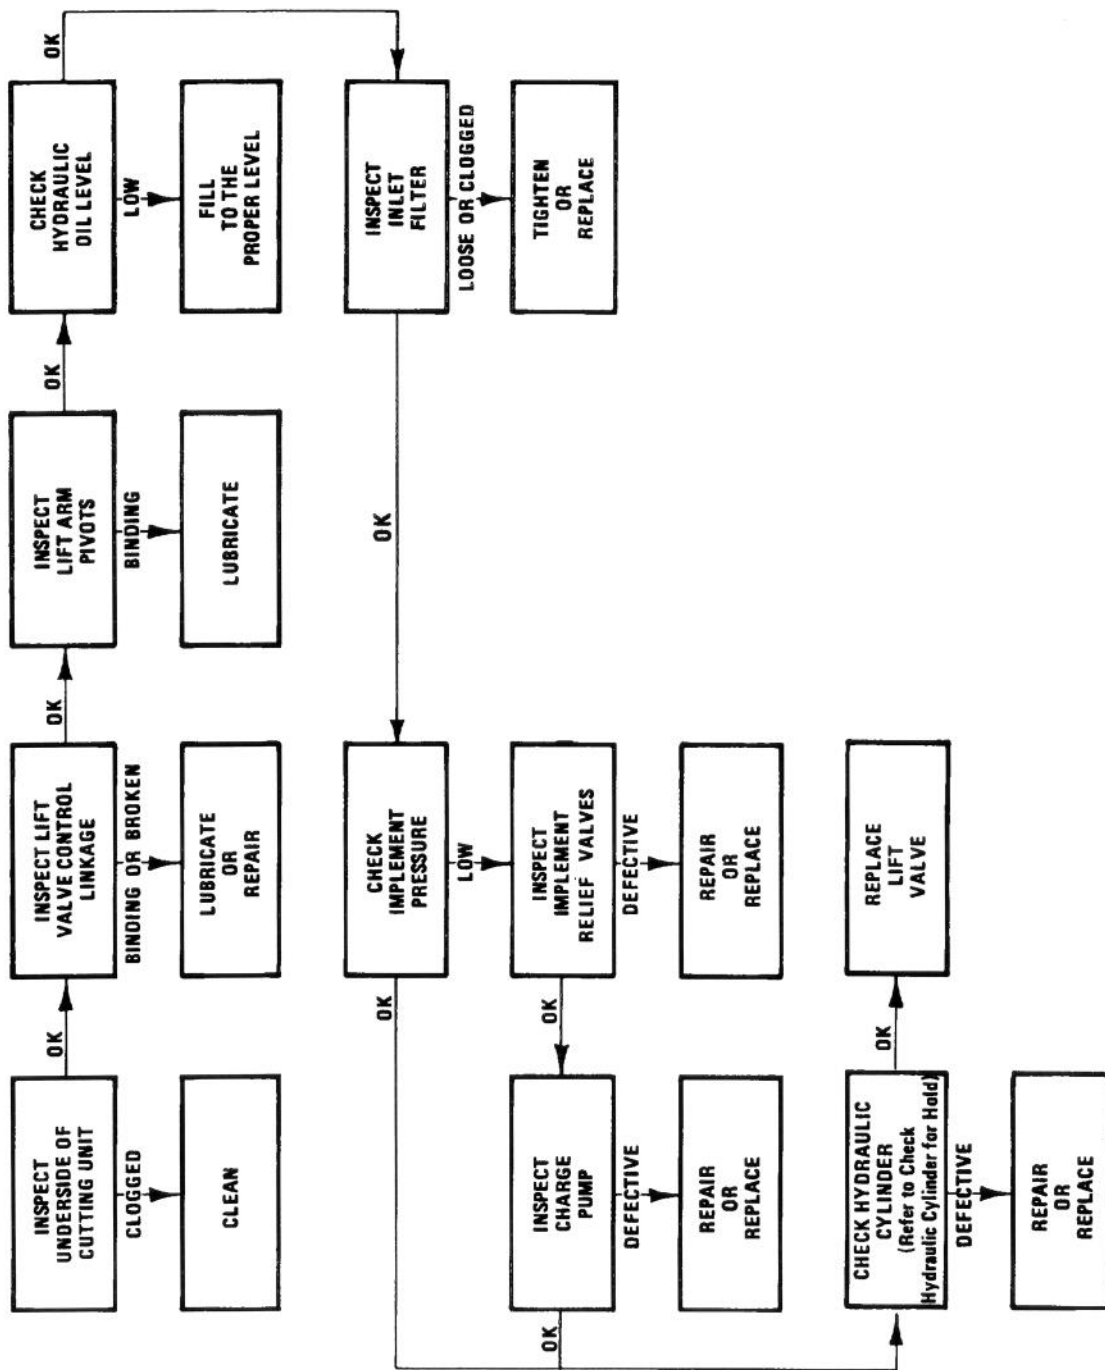 INSPECT
UNDERSIDE OF
CUTTING UNIT
CLOGGED
CLEAN
OK
INSPECT LIFT
VALVE CONTROL
LINKAGE
BINDING OR BROKEN
LUBRICATE
OR
REPAIR
OK
INSPECT
LIFT ARM
PIVOTS
BINDING
LUBRICATE
OK
CHECK
HYDRAULIC
OIL LEVEL
LOW
FILL
TO THE
PROPER LEVEL
OK
INSPECT
INLET
FILTER
LOOSE OR CLOGGED
TIGHTEN
OR
REPLACE
OK
CHECK
IMPLEMENT
PRESSURE
LOW
INSPECT
IMPLEMENT
RELIEF VALVES
DEFECTIVE
REPAIR
OR
REPLACE
OK
OK
INSPECT
CHARGE
PUMP
DEFECTIVE
REPAIR
OR
REPLACE
OK
CHECK HYDRAULIC
CYLINDER
(Refer to Check
Hydraulic Cylinder for Hold)
DEFECTIVE
REPAIR
OR
REPLACE
OK
REPLACE
LIFT
VALVE